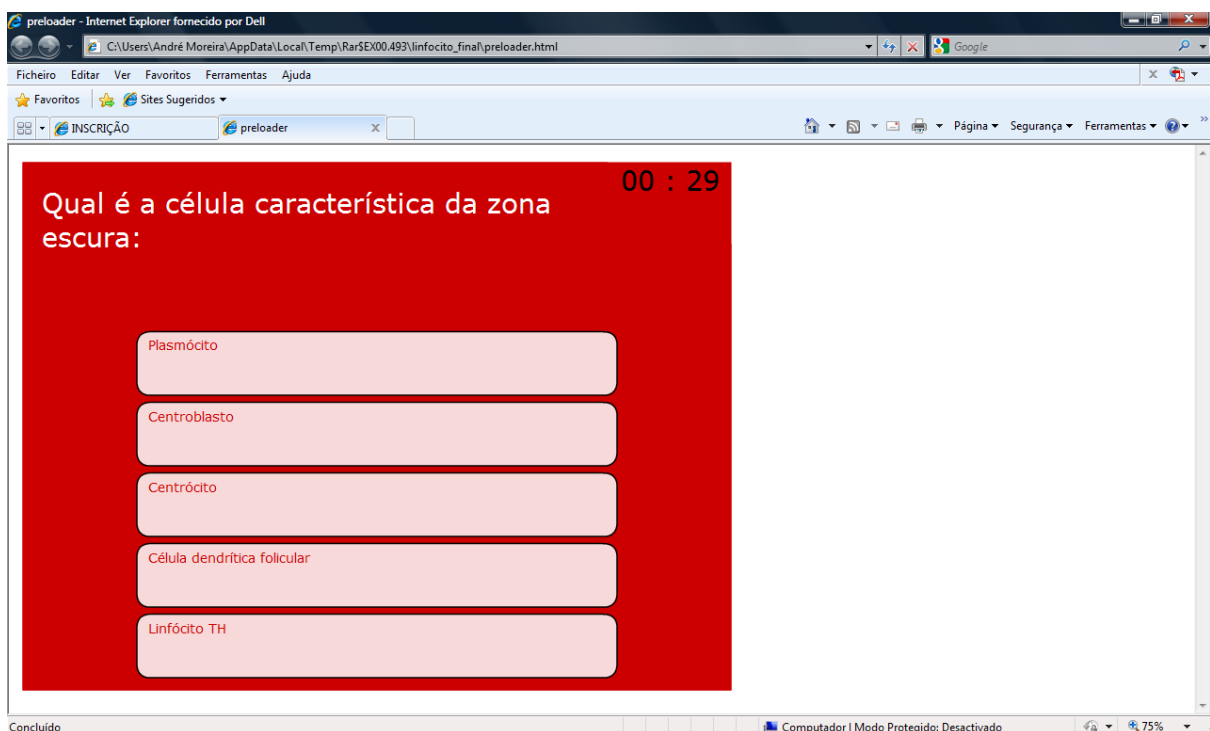 preloader - Internet Explorer fornecido por Dell
C:\Users\André Moreira\AppData\Local\Temp\Rar$EX00.493\linfocito_final\preloader.html
Google
Ficheiro Editar Ver Favoritos Ferramentas Ajuda
Favoritos Sites Sugeridos
INSCRIÇÃO preloader Página Segurança Ferramentas
00 : 29
Qual é a célula característica da zona
escura:
Plasmócito
Centroblasto
Centrócito
Célula dendrítica folicular
Linfócito TH
Concluído Computador | Modo Protegido: Desactivado 75%